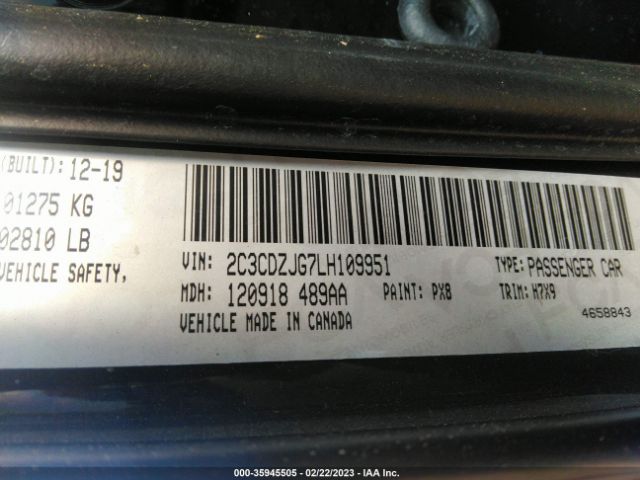 (BUILT): 12-19
01275 KG
02810 LB
VEHICLE SAFETY,
VIN: 2C3CDZJG7LH109951
TYPE: PASSENGER CAR
MDH: 120918 489AA
PAINT: PX8
TRIM: H7X9
VEHICLE MADE IN CANADA
4658843
000-35945505 - 02/22/2023 - IAA Inc.